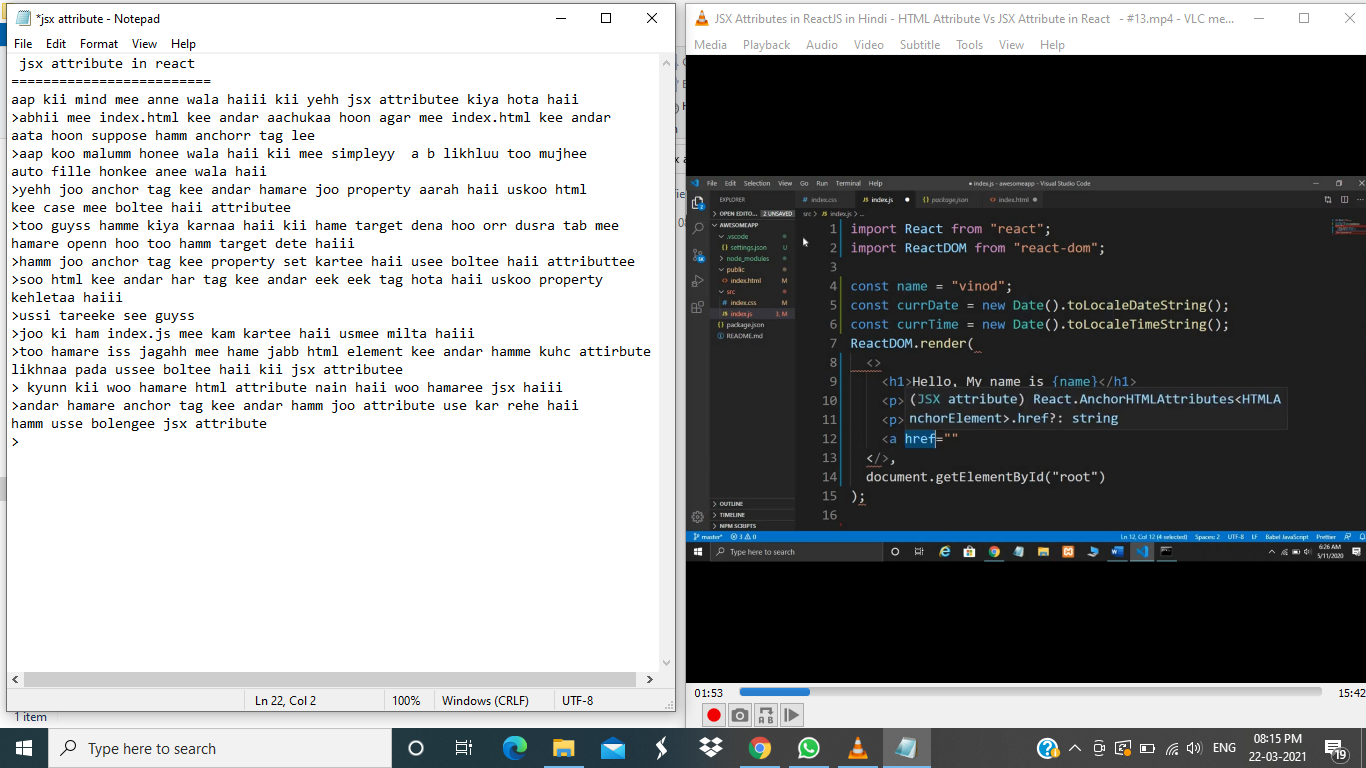 *jsx attribute - Notepad
File Edit Format View Help
jsx attribute in react
=========================
aap kii mind mee anne wala haiii kii yehh jsx attributee kiya hota haii
>abhii mee index.html kee andar aachukaa hoon agar mee index.html kee andar
aata hoon suppose hamm anchorr tag lee
>aap koo malumm honee wala haii kii mee simpleyy  a b likhluu too mujhee
auto fille honkee anee wala haii
>yehh joo anchor tag kee andar hamare joo property aarah haii uskoo html
kee case mee boltee haii attributee
>too guyss hamme kiya karnaa haii kii hame target dena hoo orr dusra tab mee
hamare openn hoo too hamm target dete haiii
>hamm joo anchor tag kee property set kartee haii usee boltee haii attributtee
>soo html kee andar har tag kee andar eek eek tag hota haii uskoo property
kehletaa haiii
>ussi tareeke see guyss
>joo ki ham index.js mee kam kartee haii usmee milta haiii
>too hamare iss jagahh mee hame jabb html element kee andar hamme kuhc attirbute
likhnaa pada ussee boltee haii kii jsx attributee
> kyunn kii woo hamare html attribute nain haii woo hamaree jsx haiii
>andar hamare anchor tag kee andar hamm joo attribute use kar rehe haii
hamm usse bolengee jsx attribute
>
Ln 22, Col 2 100% Windows (CRLF) UTF-8
1 item
JSX Attributes in ReactJS in Hindi - HTML Attribute Vs JSX Attribute in React - #13.mp4 - VLC me...
Media Playback Audio Video Subtitle Tools View Help
File Edit Selection View Go Run Terminal Help
index.js - awesomeapp - Visual Studio Code
EXPLORER
index.css index.js package.json index.html
OPEN EDITO... 2 UNSAVED
src > index.js > ...
AWESOMEAPP
.vscode
settings.json U
node_modules
public
index.html M
src
index.css M
index.js 3, M
package.json
README.md
OUTLINE
TIMELINE
NPM SCRIPTS
1 import React from "react";
2 import ReactDOM from "react-dom";
3
4 const name = "vinod";
5 const currDate = new Date().toLocaleDateString();
6 const currTime = new Date().toLocaleTimeString();
7 ReactDOM.render(
8 <>
9 <h1>Hello, My name is {name}</h1>
10 <p> (JSX attribute) React.AnchorHTMLAttributes<HTMLA
11 <p> nchorElement>.href?: string
12 <a href=""
13 </>,
14 document.getElementById("root")
15 );
16
master* 3 0 Ln 12, Col 12 (4 selected) Spaces: 2 UTF-8 LF Babel JavaScript Prettier
Type here to search
6:26 AM
5/11/2020
01:53 15:42
A B
Type here to search
ENG
08:15 PM
22-03-2021
19